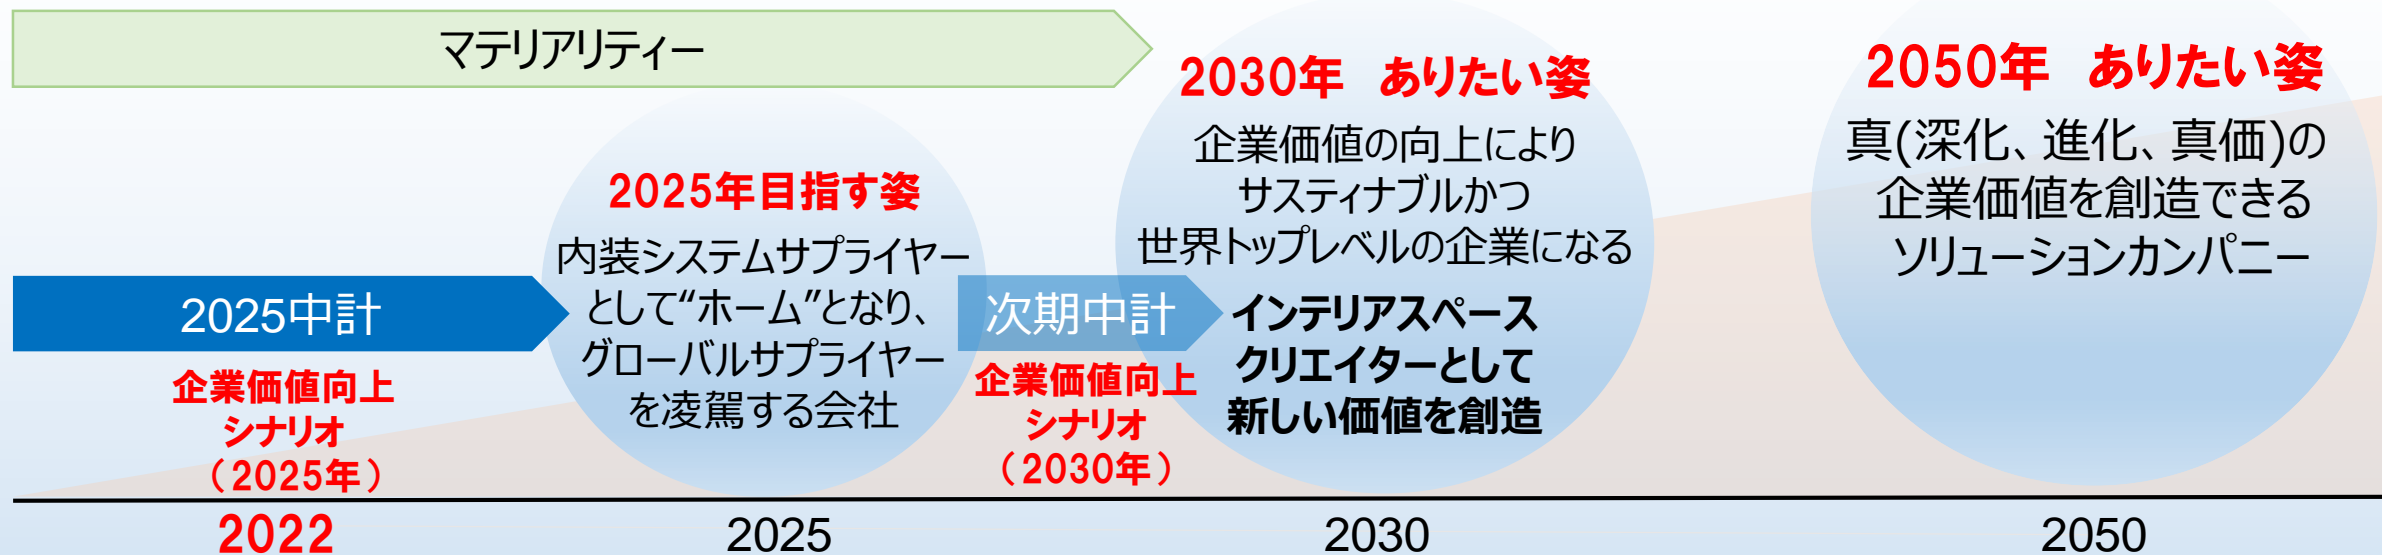 マテリアリティー
2025中計
企業価値向上
シナリオ
（2025年）
2025年目指す姿
内装システムサプライヤー
として“ホーム”となり、
グローバルサプライヤー
を凌駕する会社
次期中計
企業価値向上
シナリオ
（2030年）
2030年　ありたい姿
企業価値の向上により
サスティナブルかつ
世界トップレベルの企業になる
インテリアスペース
クリエイターとして
新しい価値を創造
2050年　ありたい姿
真(深化、進化、真価)の
企業価値を創造できる
ソリューションカンパニー
2022
2025
2030
2050